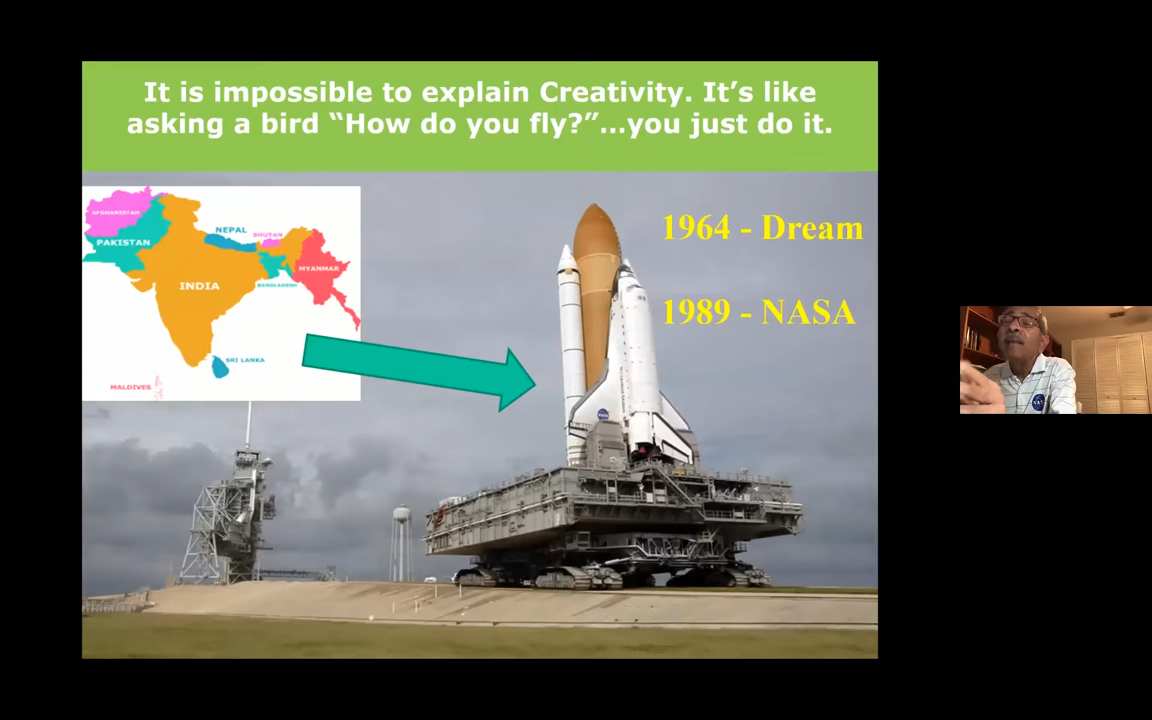 It is impossible to explain Creativity. It’s like
asking a bird “How do you fly?”...you just do it.
AFGHANISTAN
PAKISTAN
NEPAL
BHUTAN
INDIA
BANGLADESH
MYANMAR
SRI LANKA
MALDIVES
1964 - Dream
1989 - NASA